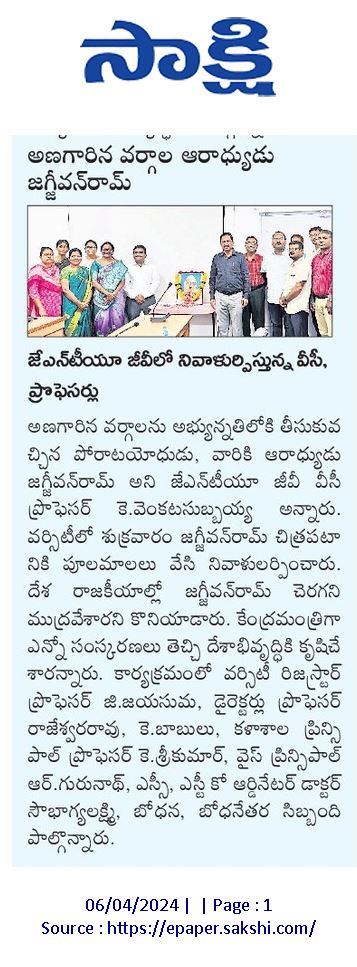 సాక్షి
అణగారిన వర్గాల ఆరాధ్యుడు
జగ్జీవన్‌రామ్
జేఎన్‌టీయూ జీవీలో నివాళుర్పిస్తున్న వీసీ,
ప్రొఫెసర్లు
అణగారిన వర్గాలను అభ్యున్నతిలోకి తీసుకువ
చ్చిన పోరాటయోధుడు, వారికి ఆరాధ్యుడు
జగ్జీవన్‌రామ్ అని జేఎన్‌టీయూ జీవీ వీసీ
ప్రొఫెసర్ కె.వెంకటసుబ్బయ్య అన్నారు.
వర్సిటీలో శుక్రవారం జగ్జీవన్‌రామ్ చిత్రపటా
నికి పూలమాలలు వేసి నివాళులర్పించారు.
దేశ రాజకీయాల్లో జగ్జీవన్‌రామ్ చెరగని
ముద్రవేశారని కొనియాడారు. కేంద్రమంత్రిగా
ఎన్నో సంస్కరణలు తెచ్చి దేశాభివృద్ధికి కృషిచే
శారన్నారు. కార్యక్రమంలో వర్సిటీ రిజిస్ట్రార్
ప్రొఫెసర్ జి.జయసుమ, డైరెక్టర్లు ప్రొఫెసర్
రాజేశ్వరరావు, కె.బాబులు, కళాశాల ప్రిన్సి
పాల్ ప్రొఫెసర్ కె.శ్రీకుమార్, వైస్ ప్రిన్సిపాల్
ఆర్.గురునాథ్, ఎస్సీ, ఎస్టీ కో ఆర్డినేటర్ డాక్టర్
సౌభాగ్యలక్ష్మి, బోధన, బోధనేతర సిబ్బంది
పాల్గొన్నారు.
06/04/2024 | | Page : 1
Source : https://epaper.sakshi.com/